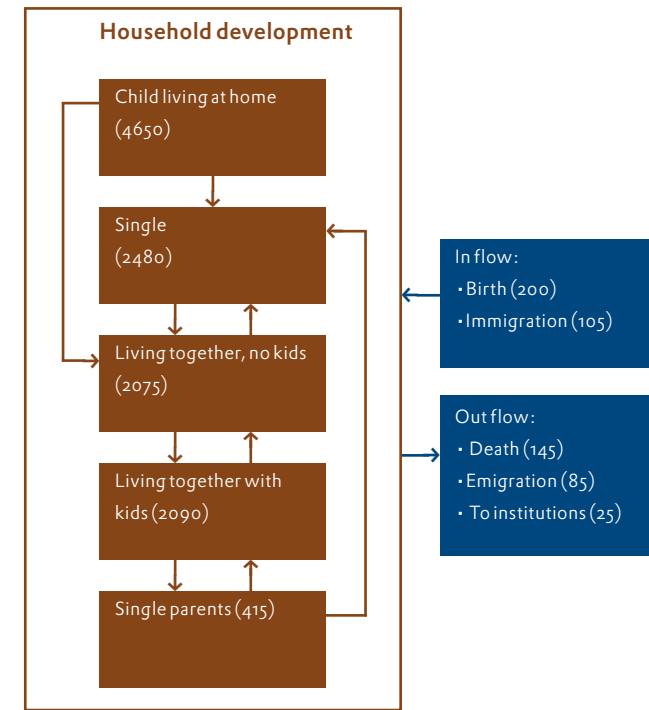 Household development
Child living at home
(4650)
Single
(2480)
Living together, no kids
(2075)
Living together with
kids (2090)
Single parents (415)
In flow:
· Birth (200)
· Immigration (105)
Out flow:
· Death (145)
· Emigration (85)
· To institutions (25)